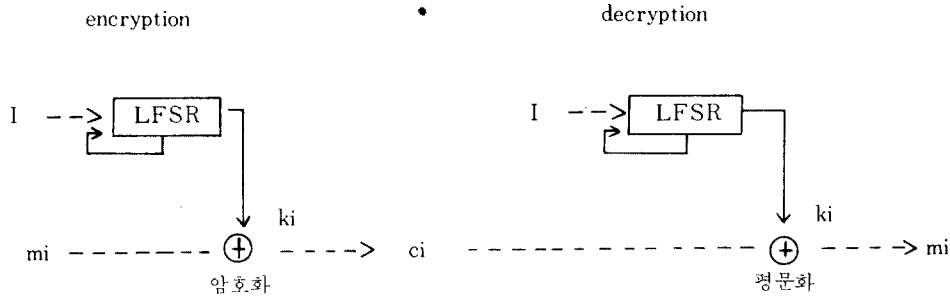 encryption
decryption
I
LFSR
I
LFSR
ki
ki
mi
ci
mi
암호화
평문화